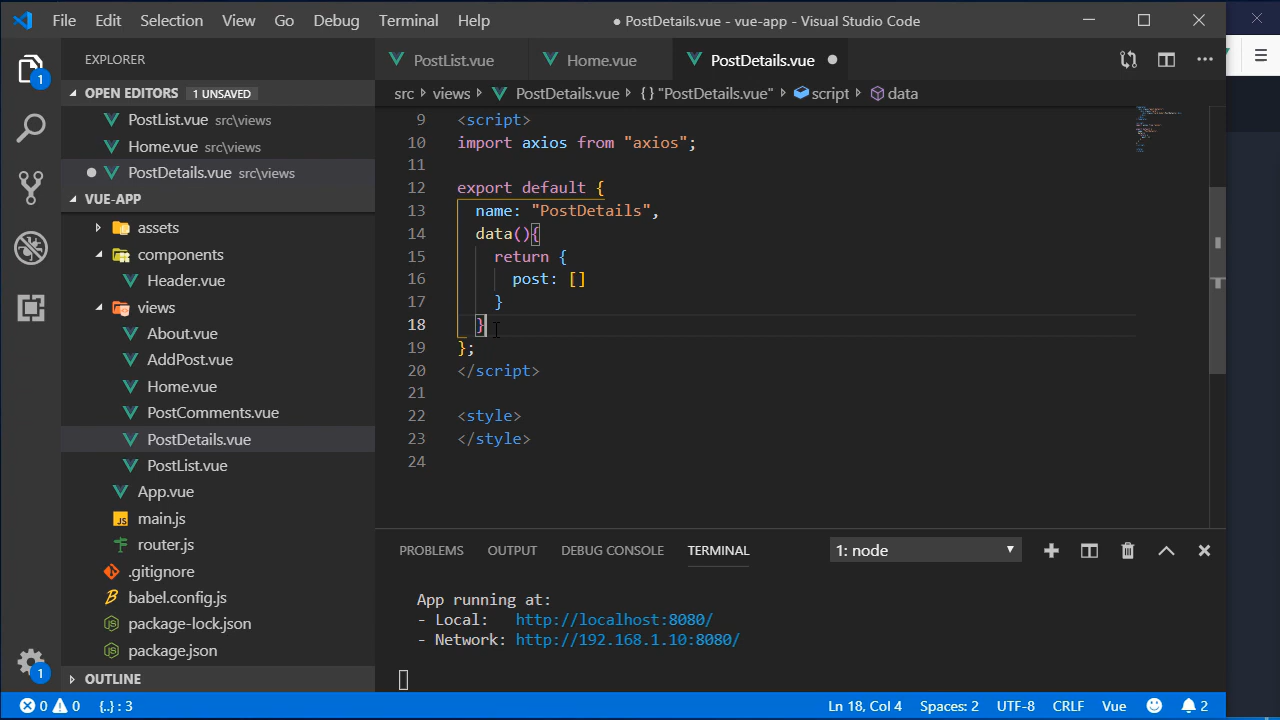 File Edit Selection View Go Debug Terminal Help
● PostDetails.vue - vue-app - Visual Studio Code
EXPLORER
OPEN EDITORS 1 UNSAVED
PostList.vue src\views
Home.vue src\views
PostDetails.vue src\views
VUE-APP
assets
components
Header.vue
views
About.vue
AddPost.vue
Home.vue
PostComments.vue
PostDetails.vue
PostList.vue
App.vue
main.js
router.js
.gitignore
babel.config.js
package-lock.json
package.json
OUTLINE
1
1
PostList.vue Home.vue PostDetails.vue
src views PostDetails.vue {} "PostDetails.vue" script data
9 <script>
10 import axios from "axios";
11
12 export default {
13 name: "PostDetails",
14 data(){
15 return {
16 post: []
17 }
18 }
19 };
20 </script>
21
22 <style>
23 </style>
24
PROBLEMS OUTPUT DEBUG CONSOLE TERMINAL 1: node
App running at:
- Local: http://localhost:8080/
- Network: http://192.168.1.10:8080/
0 0 {..} : 3 Ln 18, Col 4 Spaces: 2 UTF-8 CRLF Vue 2